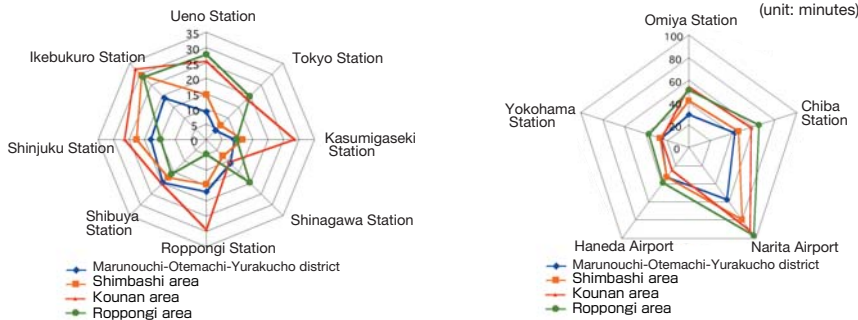 Ueno Station
35
30
25
20
15
10
5
0
Ikebukuro Station
Tokyo Station
Shinjuku Station
Kasumigaseki
Station
Shibuya
Station
Shinagawa Station
Roppongi Station
Marunouchi-Otemachi-Yurakucho district
Shimbashi area
Kounan area
Roppongi area
(unit: minutes)
Omiya Station
100
80
60
40
20
0
Yokohama
Station
Chiba
Station
Haneda Airport
Narita Airport
Marunouchi-Otemachi-Yurakucho district
Shimbashi area
Kounan area
Roppongi area